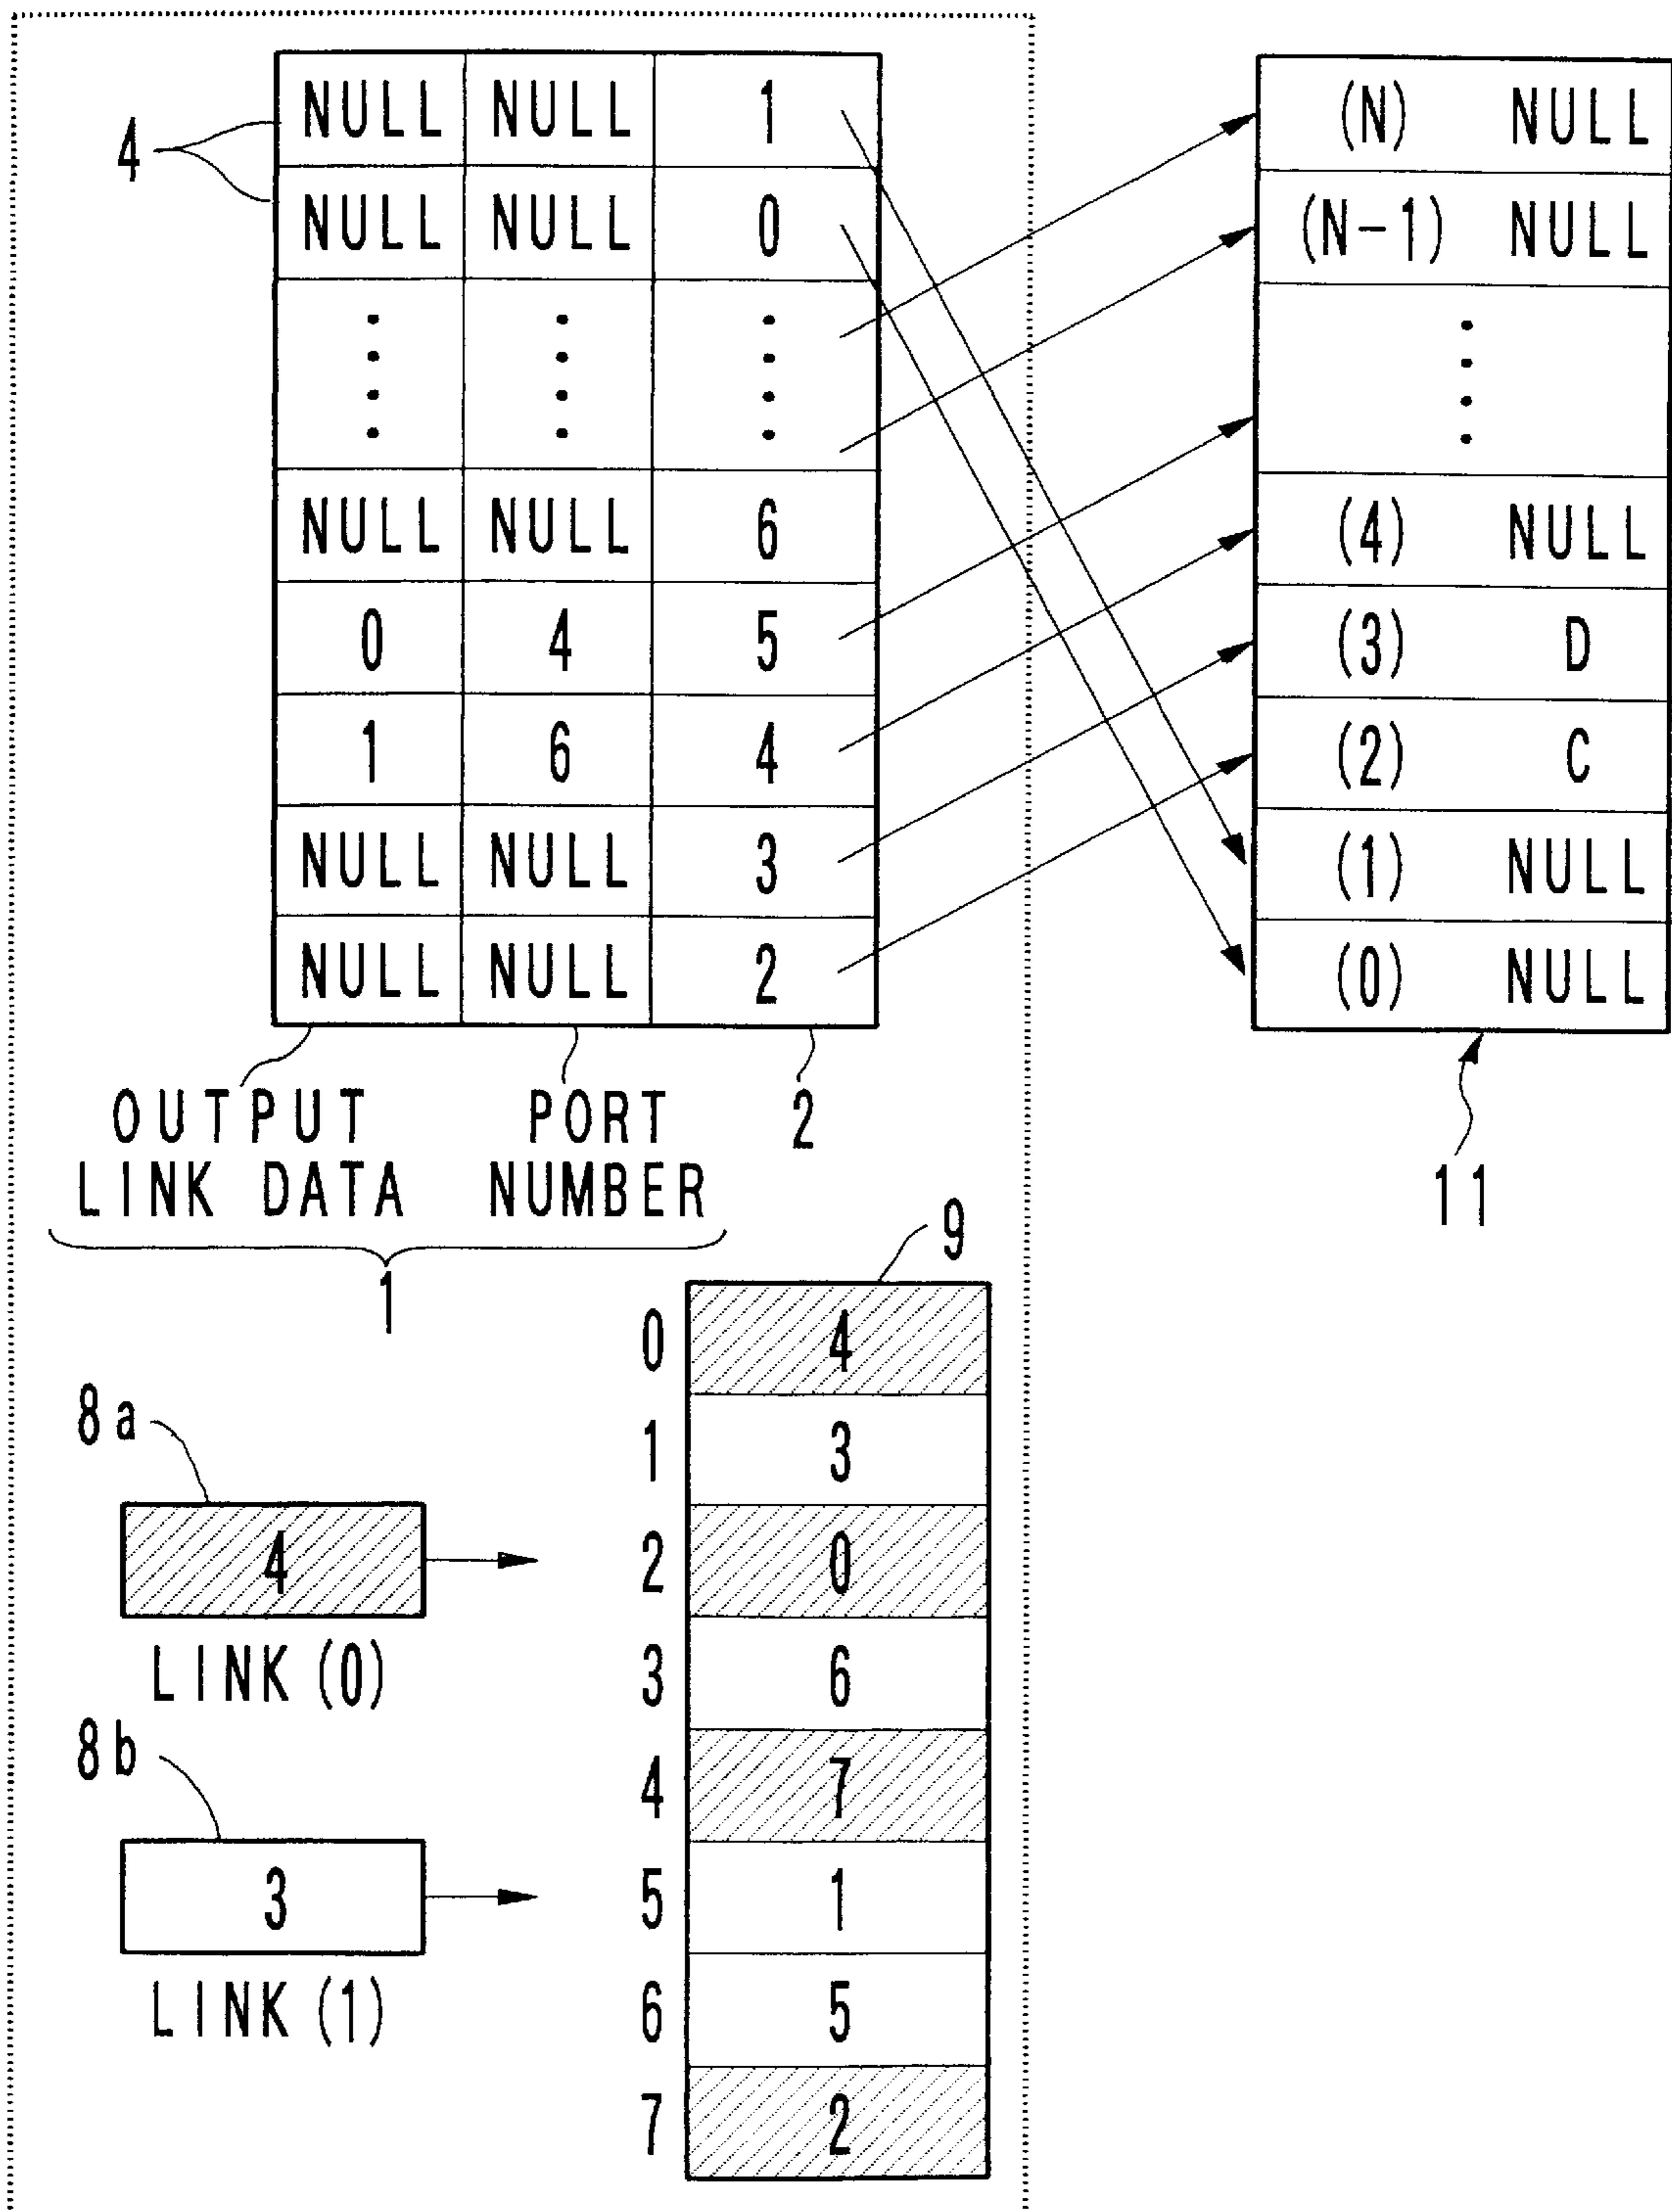 4
NULL NULL 1
NULL NULL 0
NULL NULL 6
0 4 5
1 6 4
NULL NULL 3
NULL NULL 2
OUTPUT LINK DATA
PORT NUMBER
2
1
(N) NULL
(N-1) NULL
(4) NULL
(3) D
(2) C
(1) NULL
(0) NULL
11
8a
4
LINK(0)
8b
3
LINK(1)
9
0 4
1 3
2 0
3 6
4 7
5 1
6 5
7 2